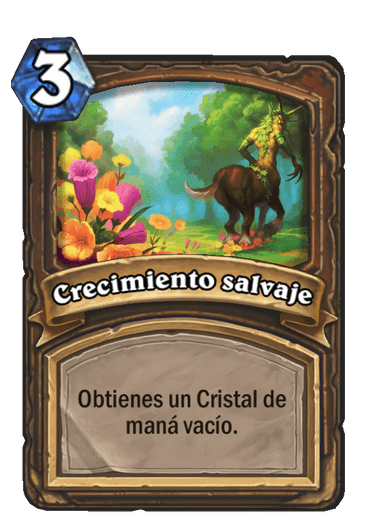 3
Crecimiento salvaje
Obtienes un Cristal de
maná vacío.